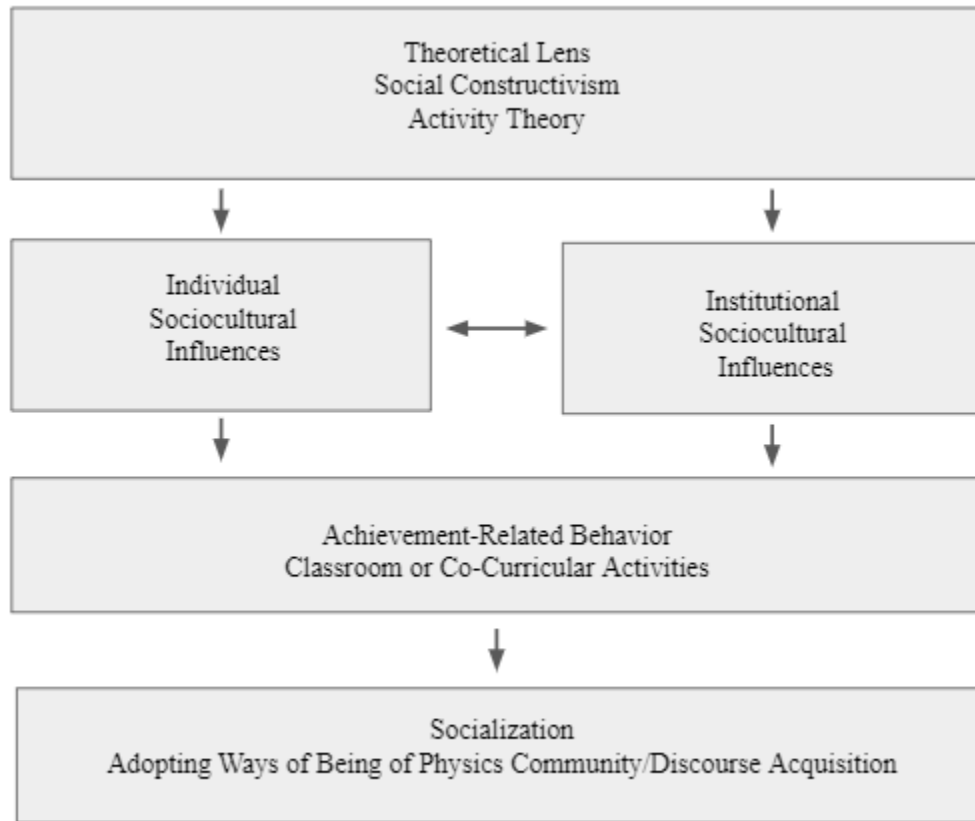 Theoretical Lens
Social Constructivism
Activity Theory
Individual
Sociocultural
Influences
Institutional
Sociocultural
Influences
Achievement-Related Behavior
Classroom or Co-Curricular Activities
Socialization
Adopting Ways of Being of Physics Community/Discourse Acquisition